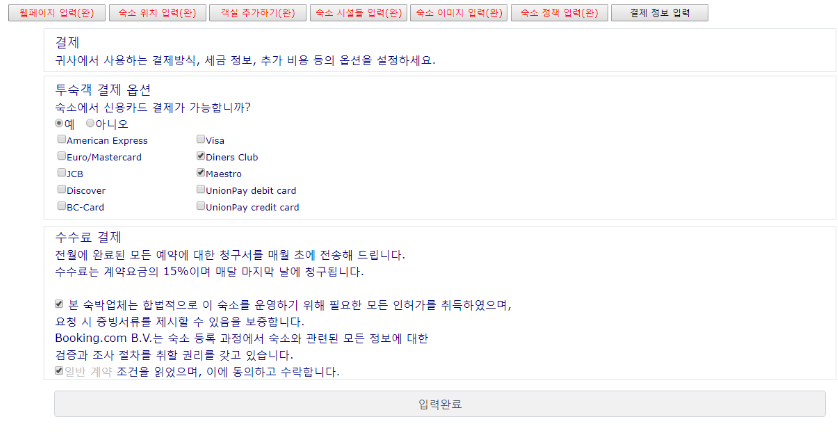 웹페이지 입력(완) 숙소 위치 입력(완) 객실 추가하기(완) 숙소 시설들 입력(완) 숙소 이미지 입력(완) 숙소 정책 입력(완) 결제 정보 입력
결제
귀사에서 사용하는 결제방식, 세금 정보, 추가 비용 등의 옵션을 설정하세요.
투숙객 결제 옵션
숙소에서 신용카드 결제가 가능합니까?
예 아니오
American Express Visa
Euro/Mastercard Diners Club
JCB Maestro
Discover UnionPay debit card
BC-Card UnionPay credit card
수수료 결제
전월에 완료된 모든 예약에 대한 청구서를 매월 초에 전송해 드립니다.
수수료는 계약요금의 15%이며 매달 마지막 날에 청구됩니다.
본 숙박업체는 합법적으로 이 숙소를 운영하기 위해 필요한 모든 인허가를 취득하였으며,
요청 시 증빙서류를 제시할 수 있음을 보증합니다.
Booking.com B.V.는 숙소 등록 과정에서 숙소와 관련된 모든 정보에 대한
검증과 조사 절차를 취할 권리를 갖고 있습니다.
일반 계약 조건을 읽었으며, 이에 동의하고 수락합니다.
입력완료